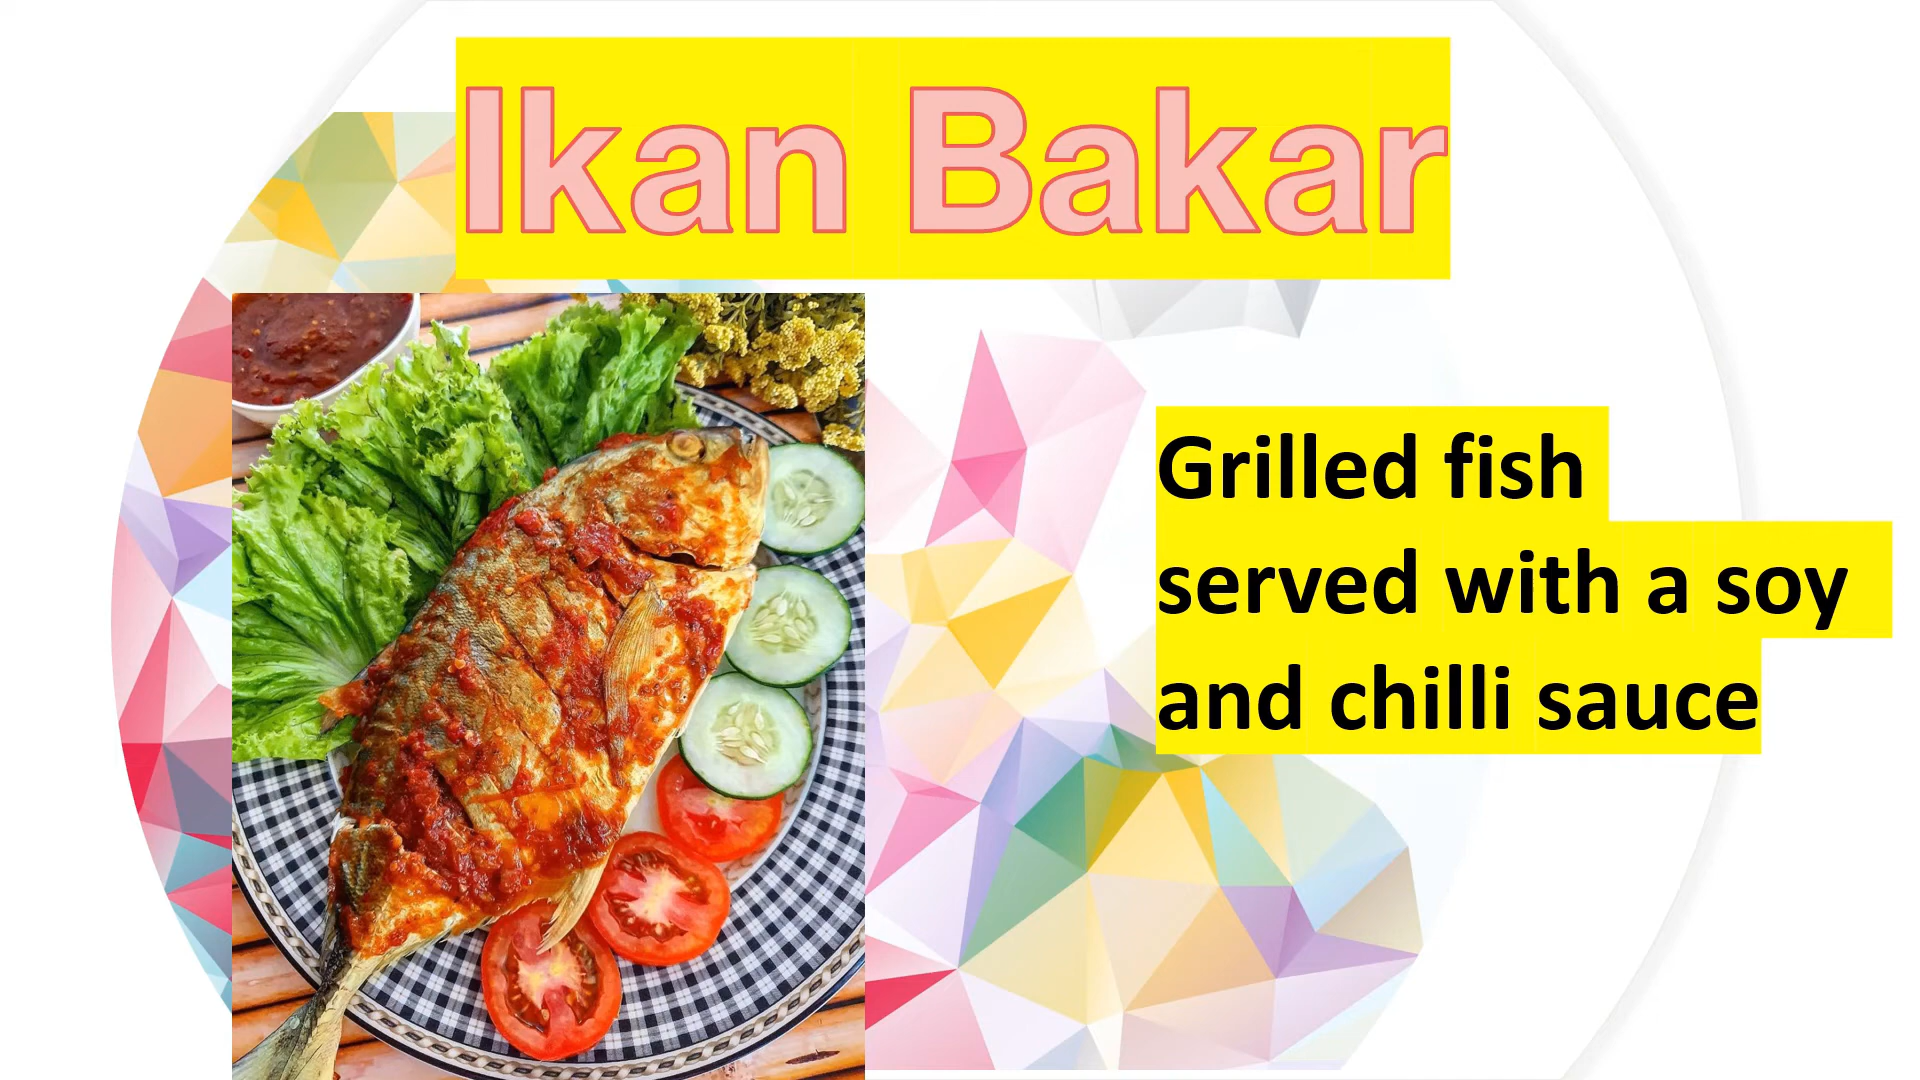 Ikan Bakar
Grilled fish
served with a soy
and chilli sauce